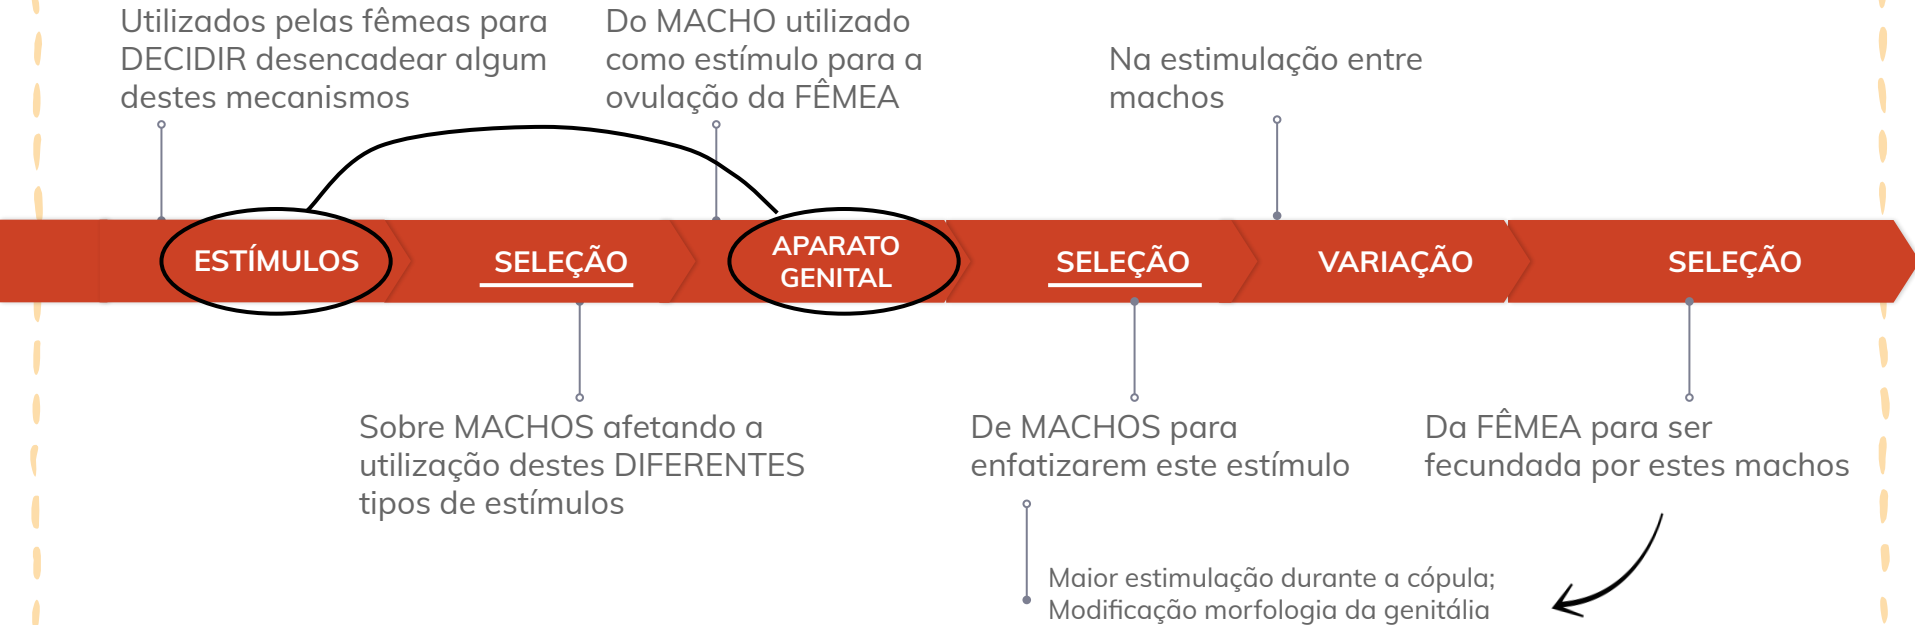 Utilizados pelas fêmeas para
DECIDIR desencadear algum
destes mecanismos
Do MACHO utilizado
como estímulo para a
ovulação da FÊMEA
Na estimulação entre
machos
ESTÍMULOS
SELEÇÃO
APARATO
GENITAL
SELEÇÃO
VARIAÇÃO
SELEÇÃO
Sobre MACHOS afetando a
utilização destes DIFERENTES
tipos de estímulos
De MACHOS para
enfatizarem este estímulo
Da FÊMEA para ser
fecundada por estes machos
Maior estimulação durante a cópula;
Modificação morfologia da genitália